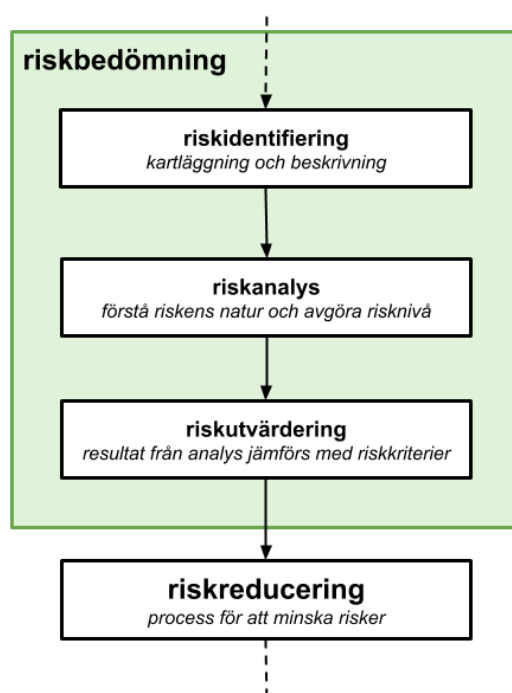 riskbedömning
riskidentifiering
kartläggning och beskrivning
riskanalys
förstå riskens natur och avgöra risknivå
riskutvärdering
resultat från analys jämförs med riskkriterier
riskreducering
process för att minska risker